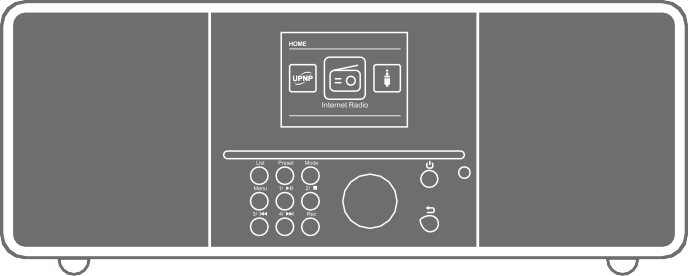 HOME
UPNP
Internet Radio
List Preset Mode
Menu 1/ ▶II 2/ ■
3/ I◀◀ 4/ ▶▶I Rec